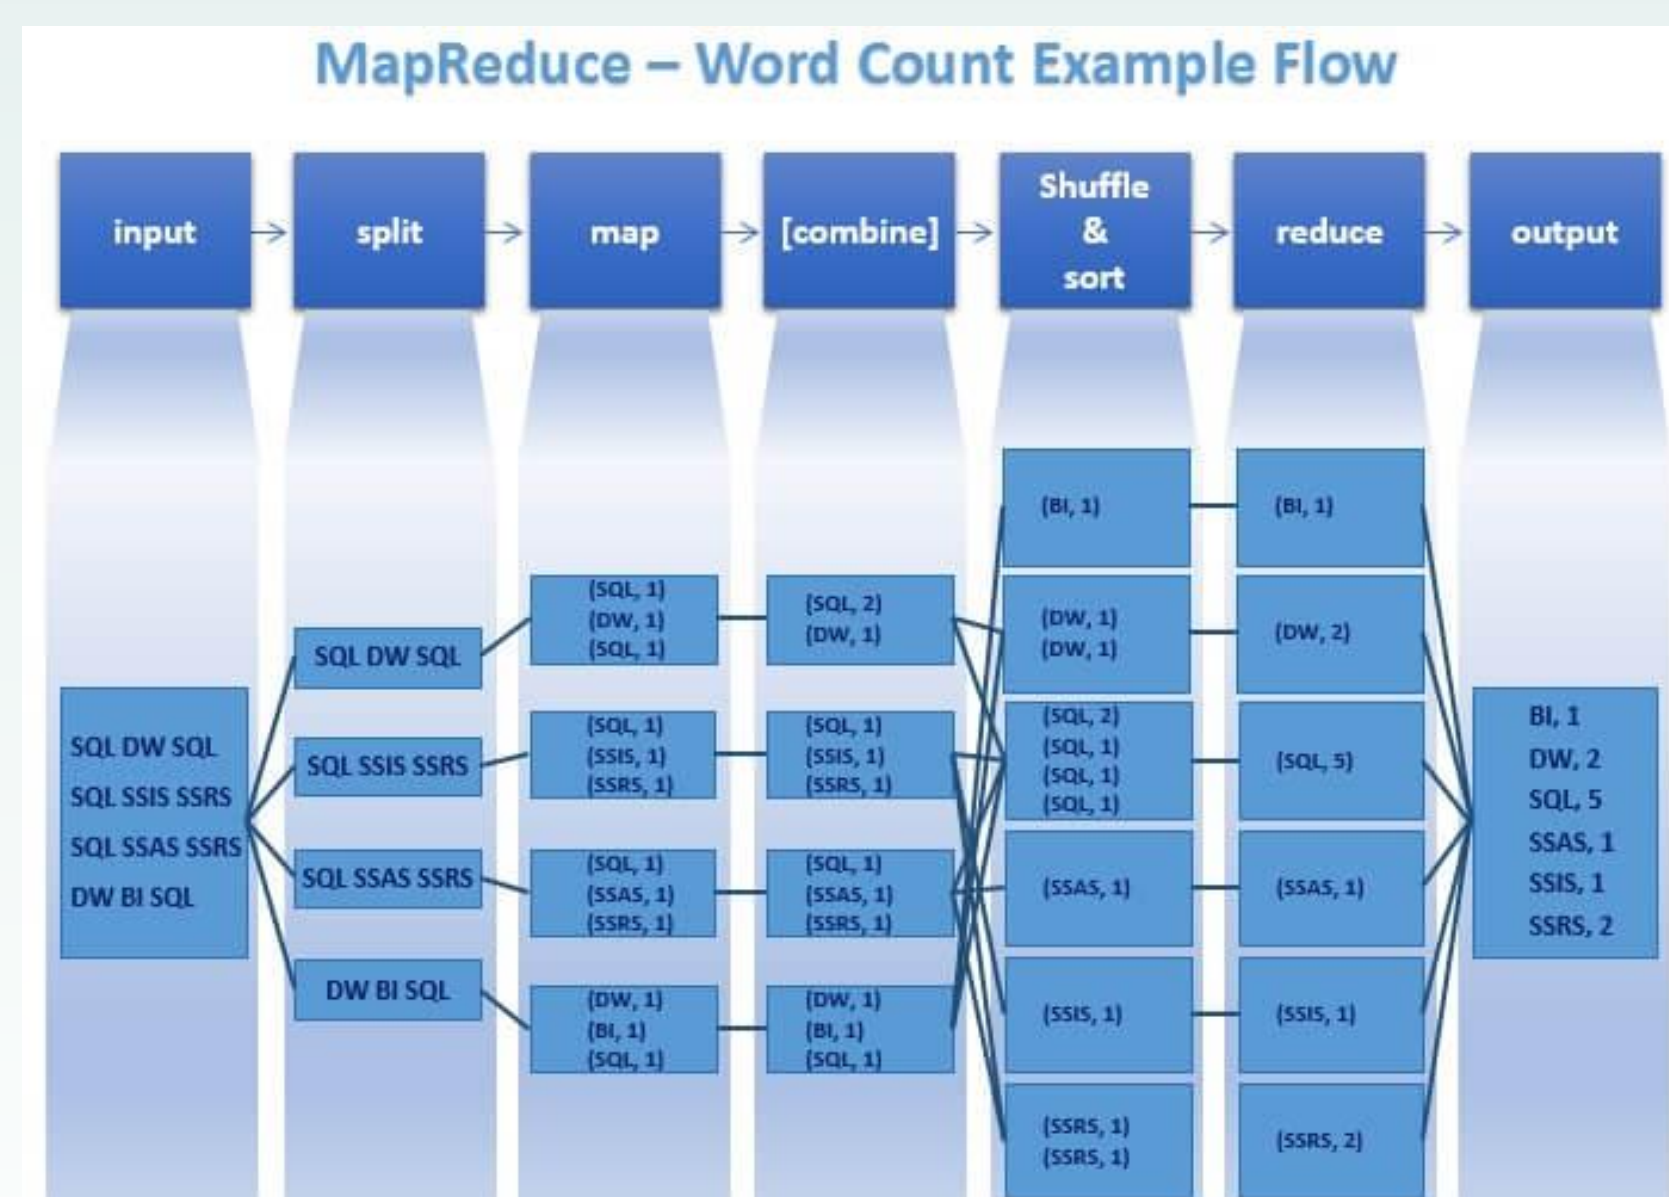 MapReduce – Word Count Example Flow
input
split
map
[combine]
Shuffle
&
sort
reduce
output
SQL DW SQL
SQL SSIS SSRS
SQL SSAS SSRS
DW BI SQL
SQL DW SQL
SQL SSIS SSRS
SQL SSAS SSRS
DW BI SQL
(SQL, 1)
(DW, 1)
(SQL, 1)
(SQL, 1)
(SSIS, 1)
(SSRS, 1)
(SQL, 1)
(SSAS, 1)
(SSRS, 1)
(DW, 1)
(BI, 1)
(SQL, 1)
(SQL, 2)
(DW, 1)
(SQL, 1)
(SSIS, 1)
(SSRS, 1)
(SQL, 1)
(SSAS, 1)
(SSRS, 1)
(DW, 1)
(BI, 1)
(SQL, 1)
(BI, 1)
(DW, 1)
(DW, 1)
(SQL, 2)
(SQL, 1)
(SQL, 1)
(SQL, 1)
(SSAS, 1)
(SSIS, 1)
(SSRS, 1)
(SSRS, 1)
(BI, 1)
(DW, 2)
(SQL, 5)
(SSAS, 1)
(SSIS, 1)
(SSRS, 2)
BI, 1
DW, 2
SQL, 5
SSAS, 1
SSIS, 1
SSRS, 2